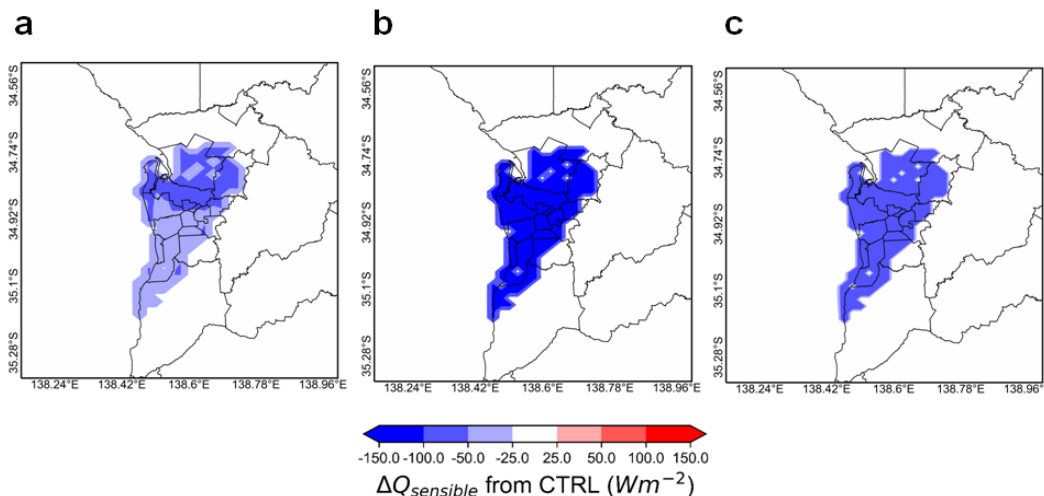 a
b
c
34.56°S
34.74°S
34.92°S
35.1°S
35.28°S
138.24°E
138.42°E
138.6°E
138.78°E
138.96°E
34.56°S
34.74°S
34.92°S
35.1°S
35.28°S
138.24°E
138.42°E
138.6°E
138.78°E
138.96°E
34.56°S
34.74°S
34.92°S
35.1°S
35.28°S
138.24°E
138.42°E
138.6°E
138.78°E
138.96°E
-150.0 -100.0 -50.0 -25.0 25.0 50.0 100.0 150.0
ΔQsensible from CTRL (Wm−2)